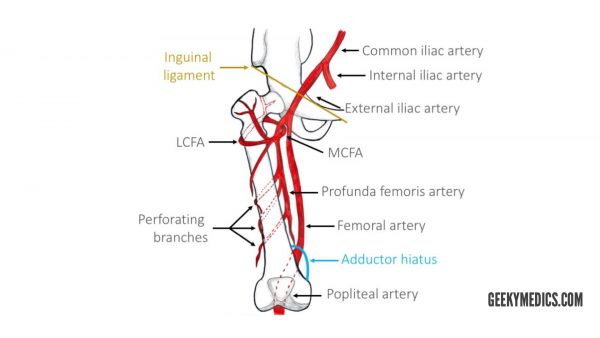 Common iliac artery
Inguinal
ligament
Internal iliac artery
External iliac artery
LCFA
MCFA
Profunda femoris artery
Perforating
branches
Femoral artery
Adductor hiatus
Popliteal artery
GEEKYMEDICS.COM